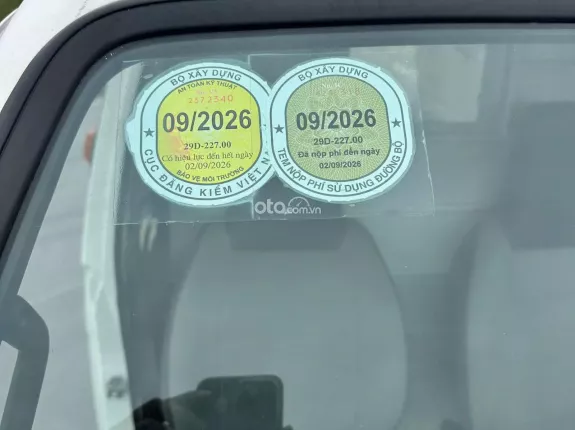 BỘ XÂY DỰNG
AN TOÀN KỸ THUẬT
2372340
09/2026
29D-227.00
Có hiệu lực đến hết ngày
02/09/2026
BẢO VỆ MÔI TRƯỜNG
CỤC ĐĂNG KIỂM VIỆT N
BỘ XÂY DỰNG
09/2026
29D-227.00
Đã nộp phí đến ngày
02/09/2026
TEM NỘP PHÍ SỬ DỤNG ĐƯỜNG BỘ
oto.com.vn